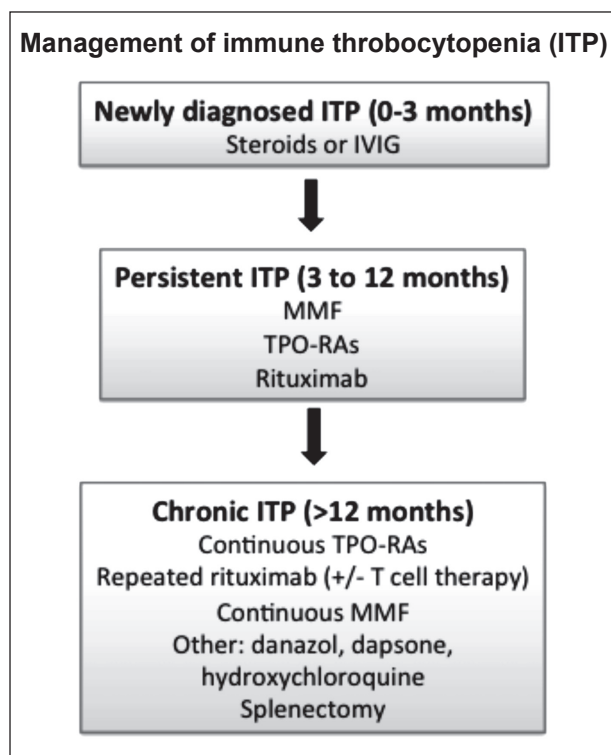 Management of immune throbocytopenia (ITP)
Newly diagnosed ITP (0-3 months)
Steroids or IVIG
Persistent ITP (3 to 12 months)
MMF
TPO-RAs
Rituximab
Chronic ITP (>12 months)
Continuous TPO-RAs
Repeated rituximab (+/- T cell therapy)
Continuous MMF
Other: danazol, dapsone,
hydroxychloroquine
Splenectomy